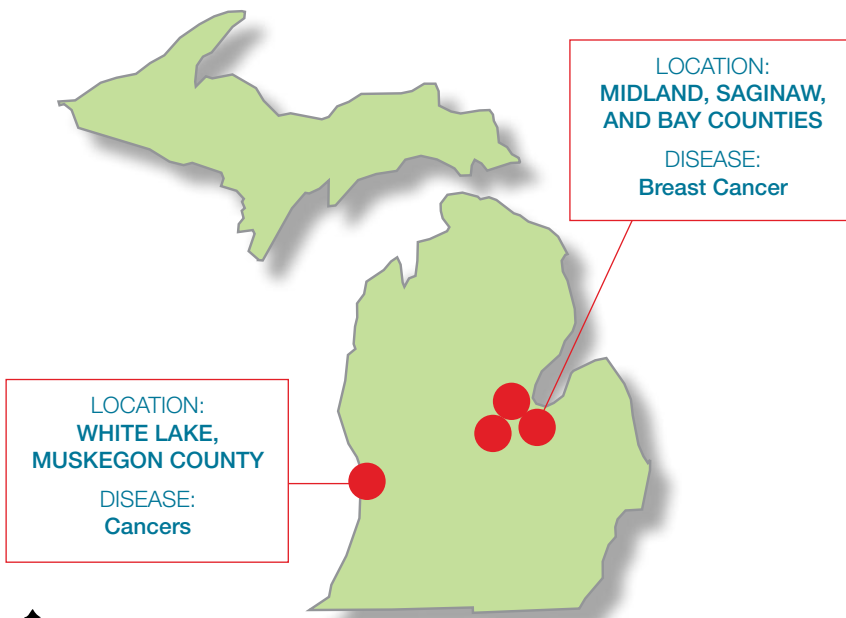 LOCATION:
MIDLAND, SAGINAW,
AND BAY COUNTIES
DISEASE:
Breast Cancer
LOCATION:
WHITE LAKE,
MUSKEGON COUNTY
DISEASE:
Cancers